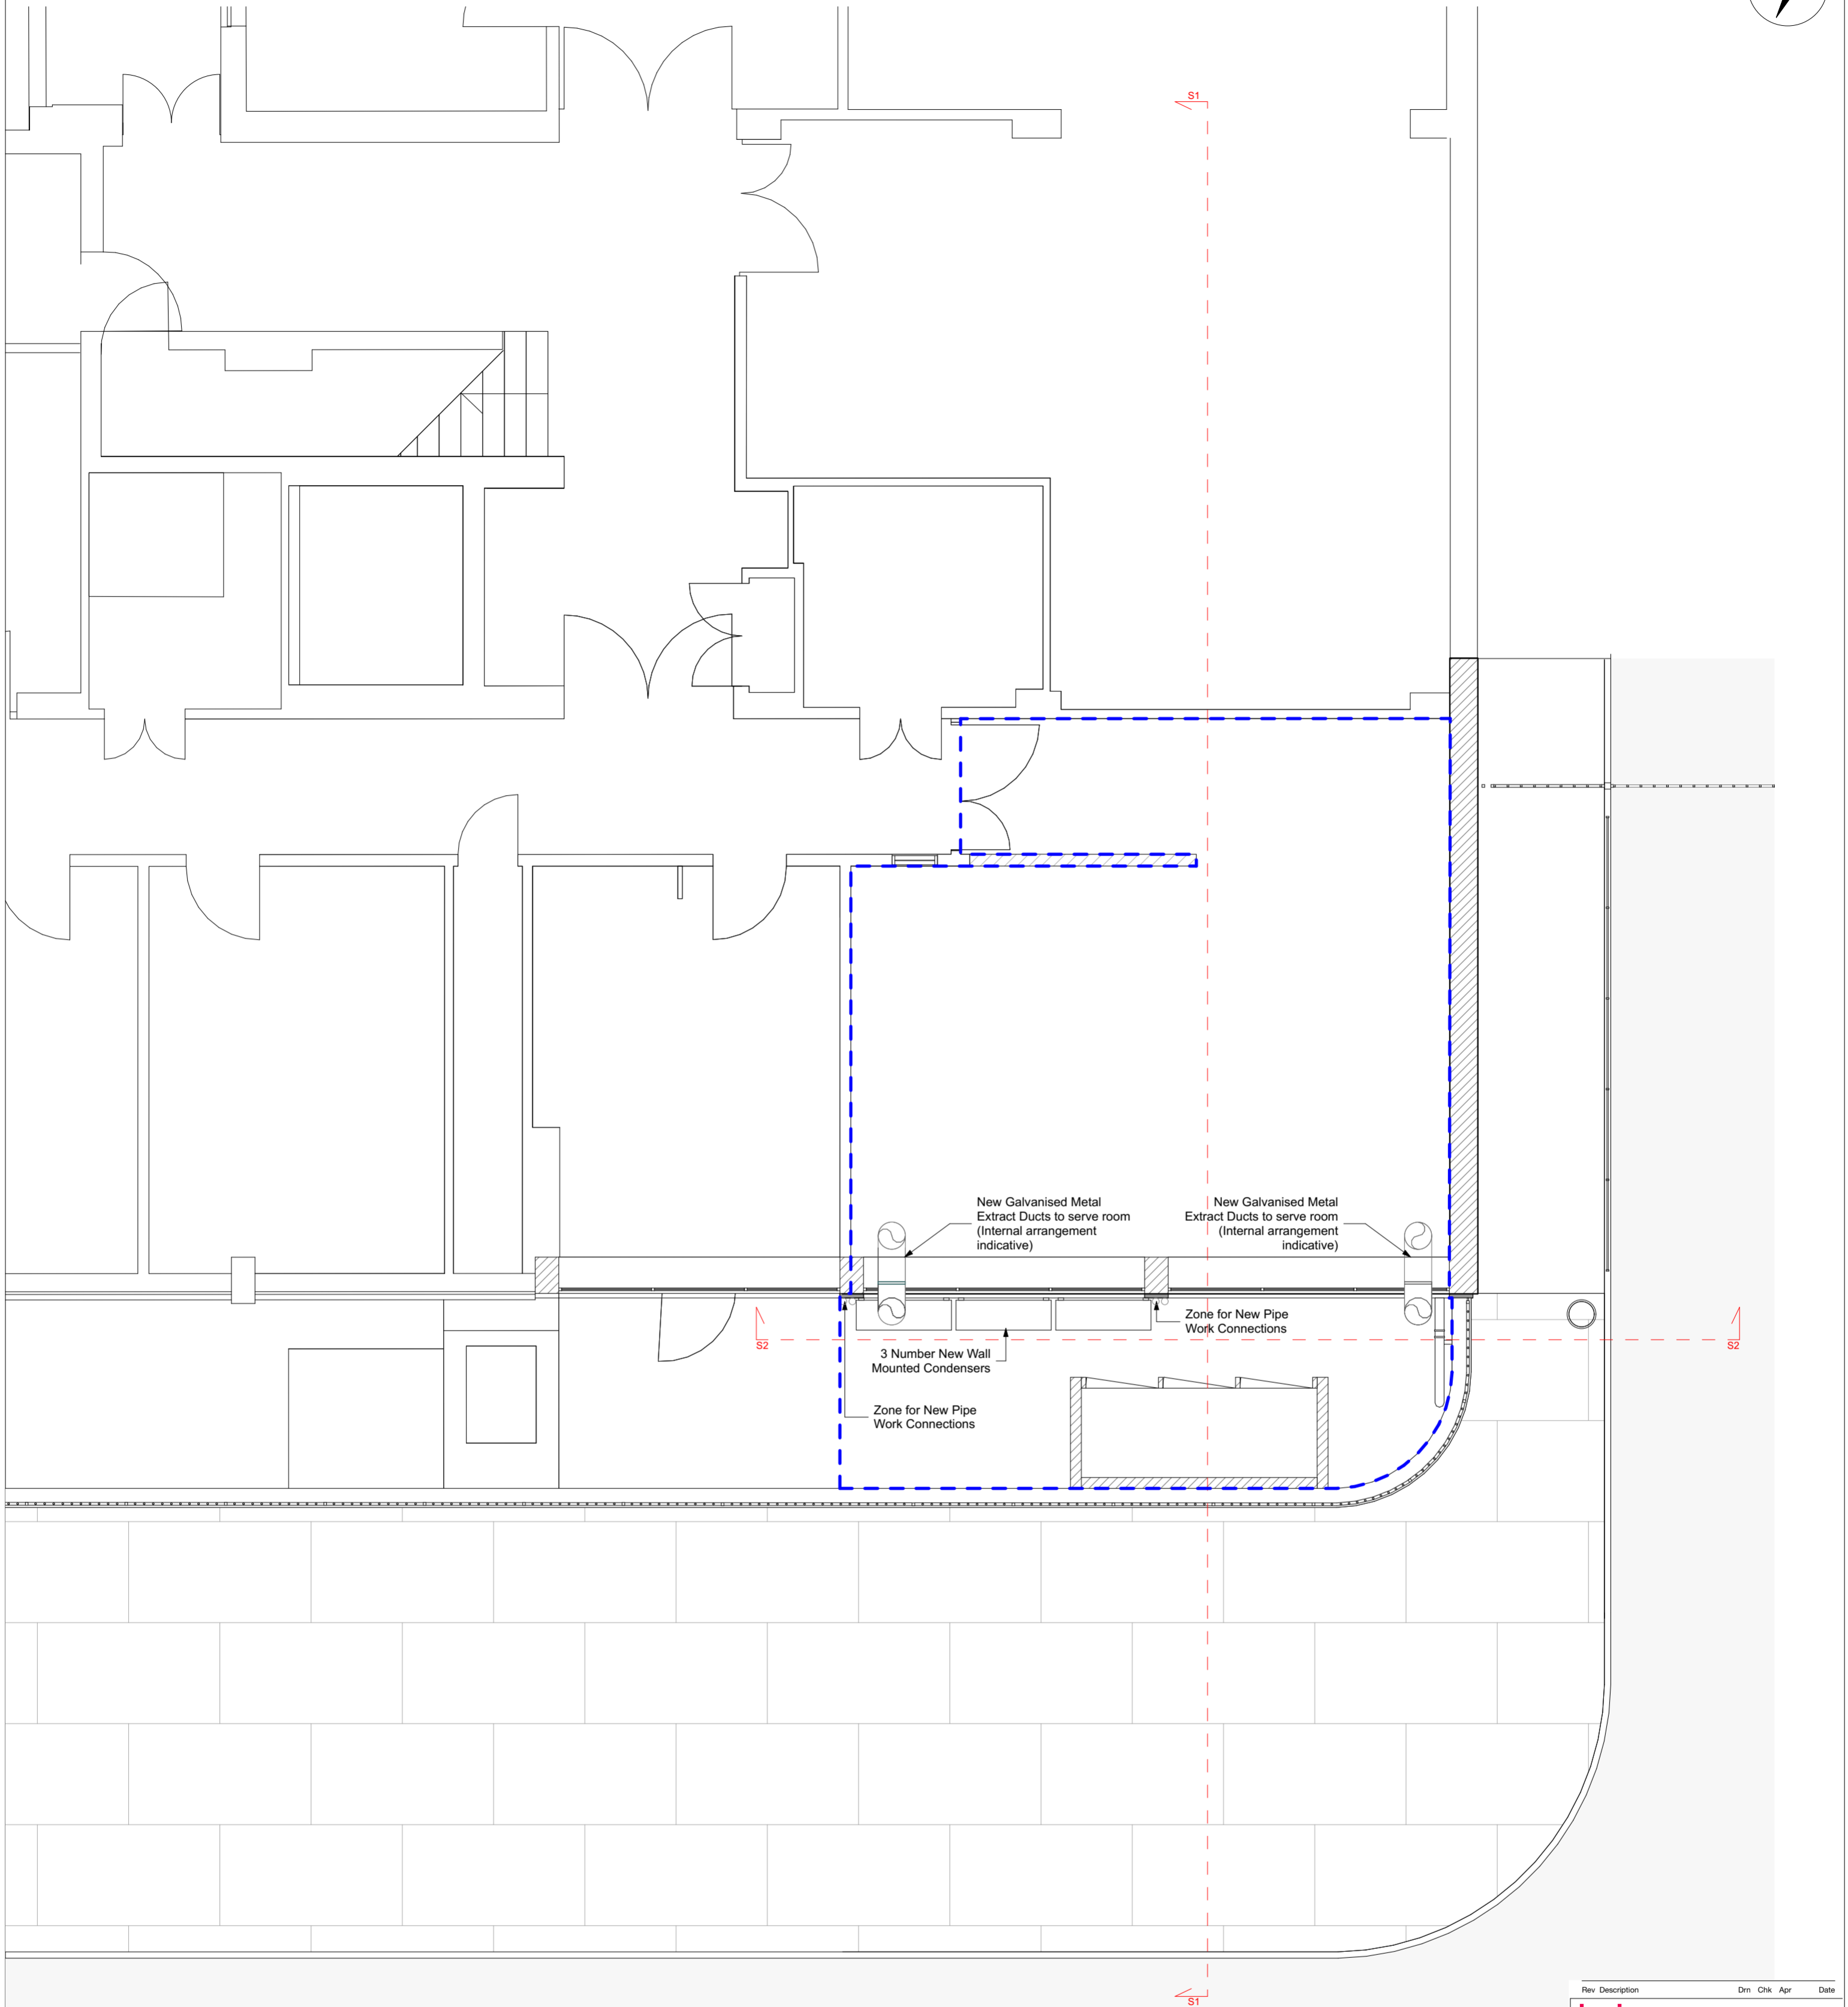 S1
New Galvanised Metal
Extract Ducts to serve room
(Internal arrangement
indicative)
New Galvanised Metal
Extract Ducts to serve room
(Internal arrangement
indicative)
Zone for New Pipe
Work Connections
S2
S2
3 Number New Wall
Mounted Condensers
Zone for New Pipe
Work Connections
Rev Description Drn Chk Apr Date
S1